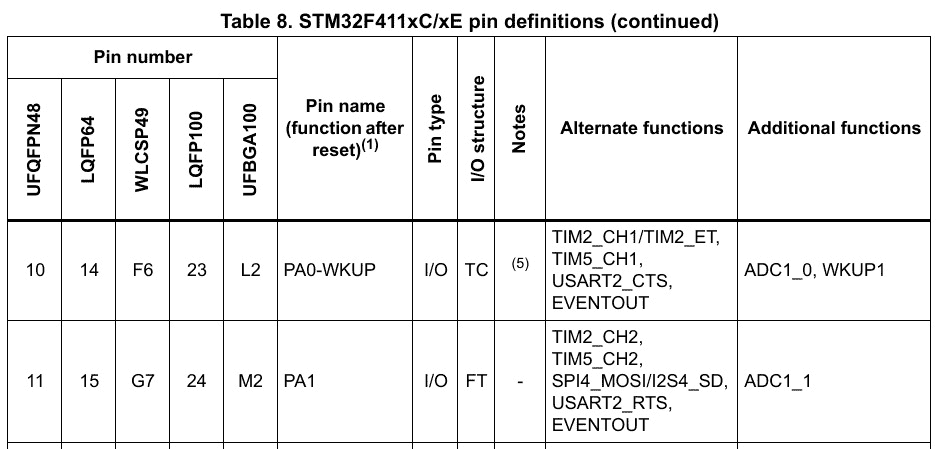 Table 8. STM32F411xC/xE pin definitions (continued)
Pin number
UFQFPN48
LQFP64
WLCSP49
LQFP100
UFBGA100
Pin name
(function after
reset)(1)
Pin type
I/O structure
Notes
Alternate functions
Additional functions
10
14
F6
23
L2
PA0-WKUP
I/O
TC
(5)
TIM2_CH1/TIM2_ET,
TIM5_CH1,
USART2_CTS,
EVENTOUT
ADC1_0, WKUP1
11
15
G7
24
M2
PA1
I/O
FT
-
TIM2_CH2,
TIM5_CH2,
SPI4_MOSI/I2S4_SD,
USART2_RTS,
EVENTOUT
ADC1_1